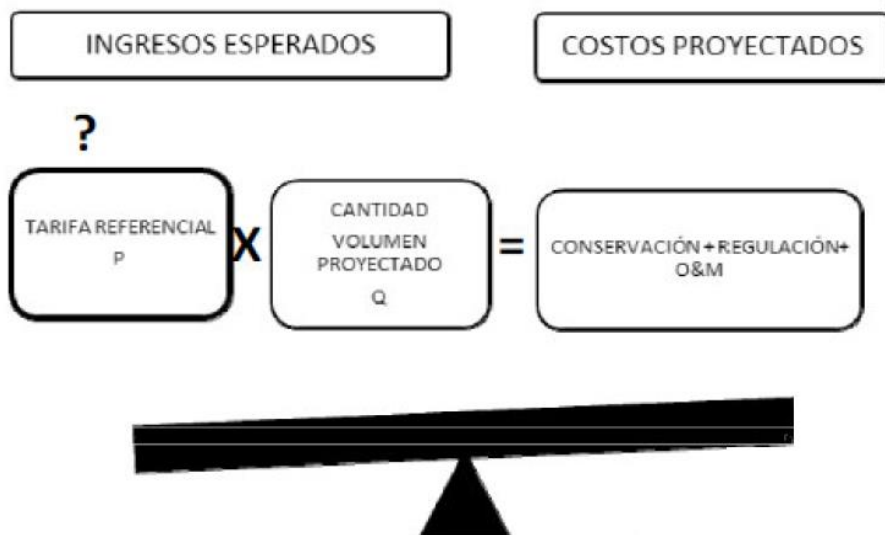 INGRESOS ESPERADOS
COSTOS PROYECTADOS
?
TARIFA REFERENCIAL
P
X
CANTIDAD
VOLUMEN
PROYECTADO
Q
=
CONSERVACIÓN + REGULACIÓN+
O&M